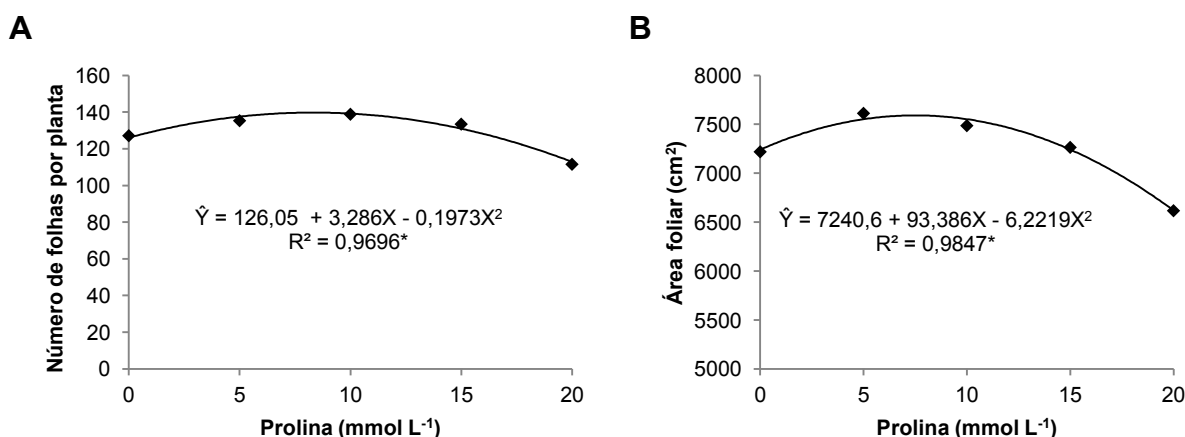 A
Número de folhas por planta
160
140
120
100
80
60
40
20
0
Ŷ = 126,05 + 3,286X - 0,1973X²
R² = 0,9696*
0 5 10 15 20
Prolina (mmol L⁻¹)
B
Área foliar (cm²)
8000
7500
7000
6500
6000
5500
5000
Ŷ = 7240,6 + 93,386X - 6,2219X²
R² = 0,9847*
0 5 10 15 20
Prolina (mmol L⁻¹)